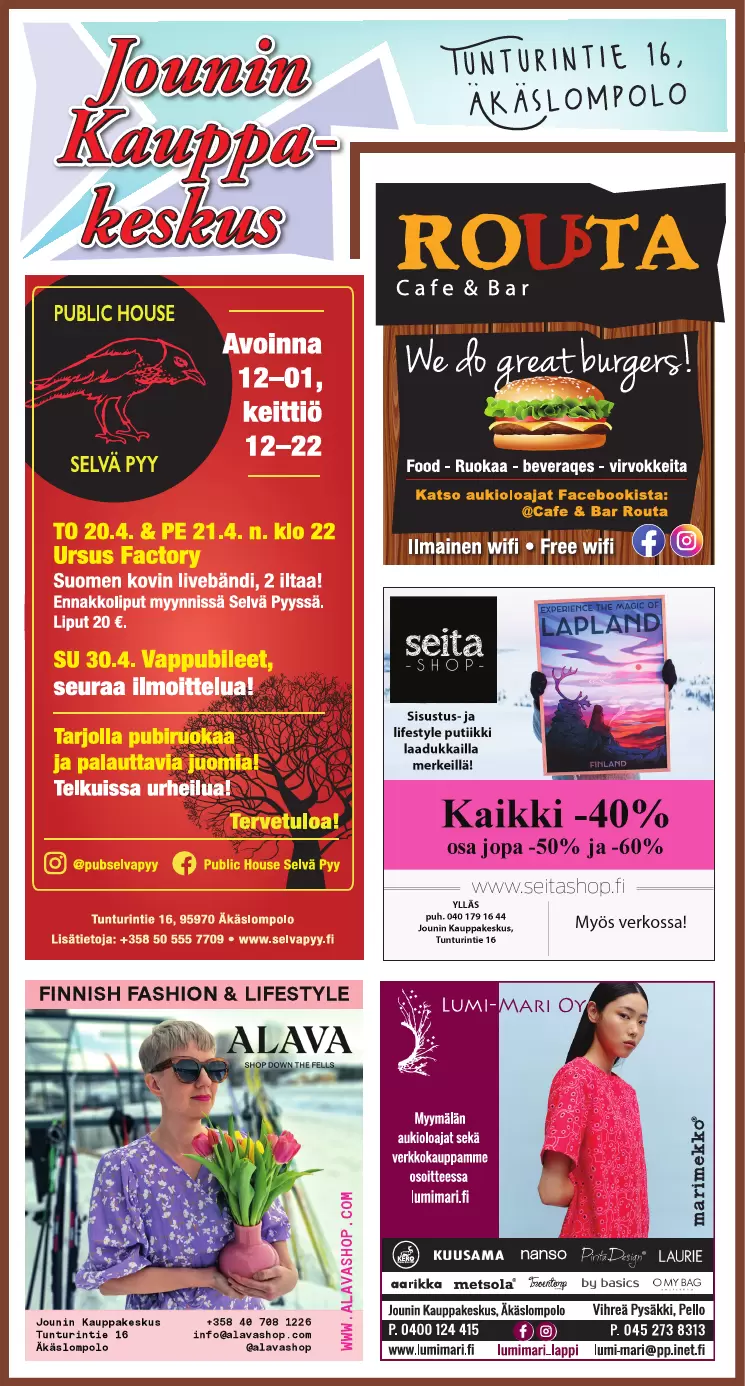 Jounin
Kauppa-
keskus
TUNTURINTIE 16,
ÄKÄSLOMPOLO
PUBLIC HOUSE
SELVÄ PYY
Avoinna
12–01,
keittiö
12–22
TO 20.4. & PE 21.4. n. klo 22
Ursus Factory
Suomen kovin livebändi, 2 iltaa!
Ennakkoliput myynnissä Selvä Pyyssä.
Liput 20 €.
SU 30.4. Vappubileet,
seuraa ilmoittelua!
Tarjolla pubiruokaa
ja palauttavia juomia!
Telkuissa urheilua!
Tervetuloa!
@pubselvapyy
Public House Selvä Pyy
Tunturintie 16, 95970 Äkäslompolo
Lisätietoja: +358 50 555 7709 • www.selvapyy.fi
ROUTA
Cafe & Bar
We do great burgers!
Food - Ruokaa - beveraqes - virvokkeita
Katso aukioloajat Facebookista:
@Cafe & Bar Routa
Ilmainen wifi • Free wifi
seita
-SHOP-
Sisustus- ja
lifestyle putiikki
laadukkailla
merkeillä!
EXPERIENCE THE MAGIC OF
LAPLAND
FINLAND
Kaikki -40%
osa jopa -50% ja -60%
www.seitashop.fi
YLLÄS
puh. 040 179 16 44
Jounin Kauppakeskus,
Tunturintie 16
Myös verkossa!
FINNISH FASHION & LIFESTYLE
ALAVA
SHOP DOWN THE FELLS
WWW.ALAVASHOP.COM
Jounin Kauppakeskus
Tunturintie 16
Äkäslompolo
+358 40 708 1226
info@alavashop.com
@alavashop
LUMI-MARI OY
Myymälän
aukioloajat sekä
verkkokauppamme
osoitteessa
lumimari.fi
marimekko®
KERO
KUUSAMA nanso PiritaDesign® LAURIE
aarikka metsola® Freeatemp by basics O MY BAG
Jounin Kauppakeskus, Äkäslompolo
P. 0400 124 415
www.lumimari.fi
lumimari_lappi
Vihreä Pysäkki, Pello
P. 045 273 8313
lumi-mari@pp.inet.fi